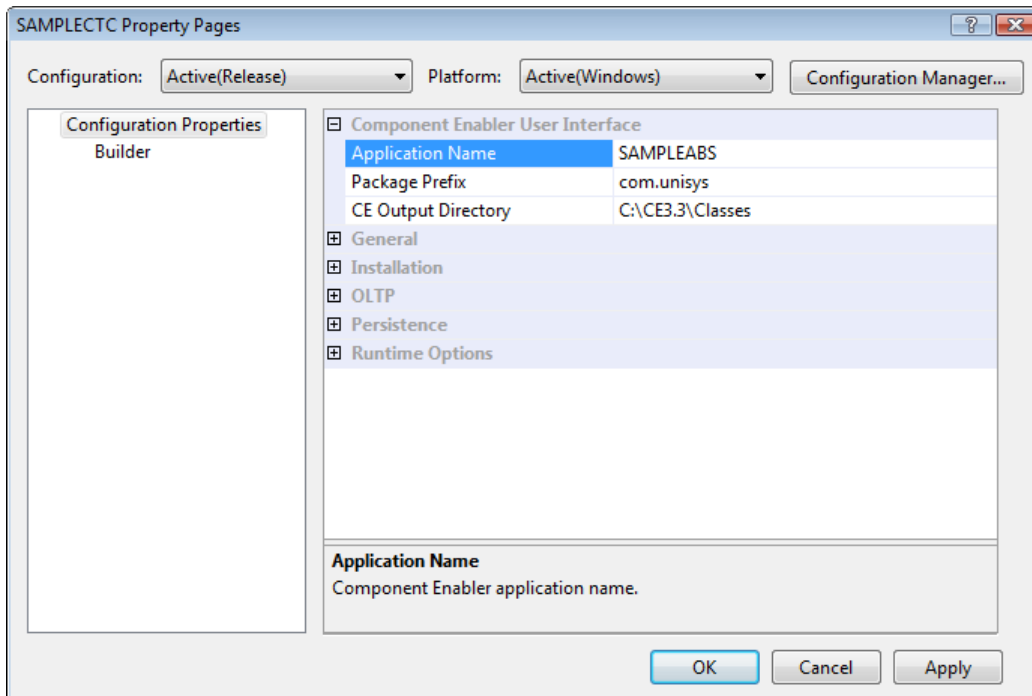 SAMPLECTC Property Pages
Configuration: Active(Release) Platform: Active(Windows) Configuration Manager...
Configuration Properties
Builder
Component Enabler User Interface
Application Name SAMPLEABS
Package Prefix com.unisys
CE Output Directory C:\CE3.3\Classes
General
Installation
OLTP
Persistence
Runtime Options
Application Name
Component Enabler application name.
OK Cancel Apply